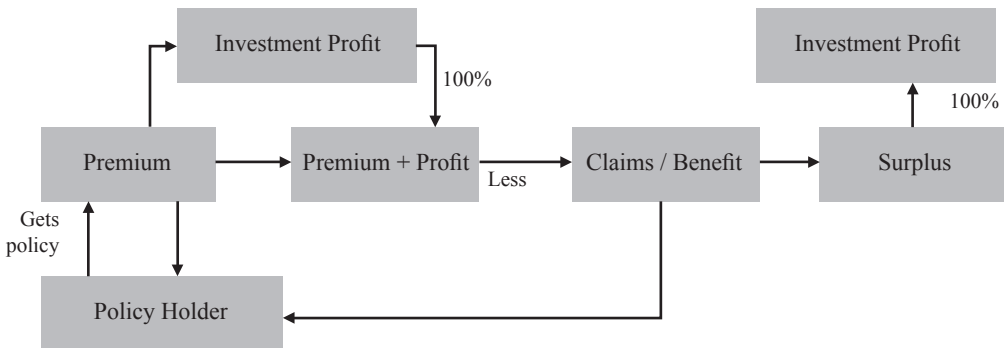 Investment Profit
Investment Profit
100%
100%
Premium
Premium + Profit
Less
Claims / Benefit
Surplus
Gets
policy
Policy Holder